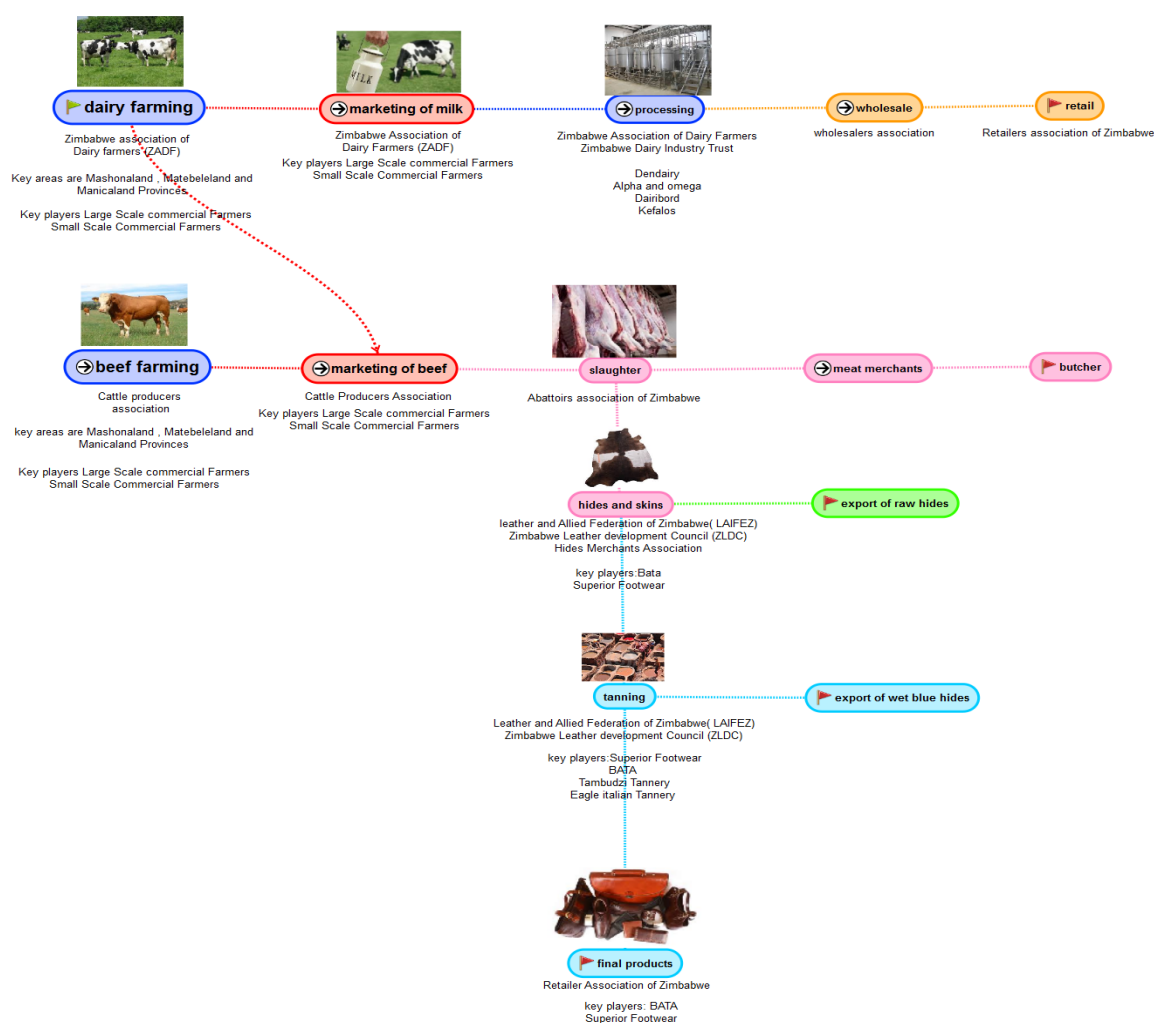 MILK
dairy farming
marketing of milk
processing
wholesale
retail
Zimbabwe association of
Dairy farmers (ZADF)
Key areas are Mashonaland , Matebeleland and
Manicaland Provinces
Key players Large Scale commercial Farmers
Small Scale Commercial Farmers
Zimbabwe Association of
Dairy Farmers (ZADF)
Key players Large Scale commercial Farmers
Small Scale Commercial Farmers
Zimbabwe Association of Dairy Farmers
Zimbabwe Dairy Industry Trust
Dendairy
Alpha and omega
Dairibord
Kefalos
wholesalers association
Retailers association of Zimbabwe
beef farming
marketing of beef
slaughter
meat merchants
butcher
Cattle producers
association
key areas are Mashonaland , Matebeleland and
Manicaland Provinces
Key players Large Scale commercial Farmers
Small Scale Commercial Farmers
Cattle Producers Association
Key players Large Scale commercial Farmers
Small Scale Commercial Farmers
Abattoirs association of Zimbabwe
hides and skins
export of raw hides
leather and Allied Federation of Zimbabwe( LAIFEZ)
Zimbabwe Leather development Council (ZLDC)
Hides Merchants Association
key players:Bata
Superior Footwear
tanning
export of wet blue hides
Leather and Allied Federation of Zimbabwe( LAIFEZ)
Zimbabwe Leather development Council (ZLDC)
key players:Superior Footwear
BATA
Tambudzi Tannery
Eagle italian Tannery
final products
Retailer Association of Zimbabwe
key players: BATA
Superior Footwear